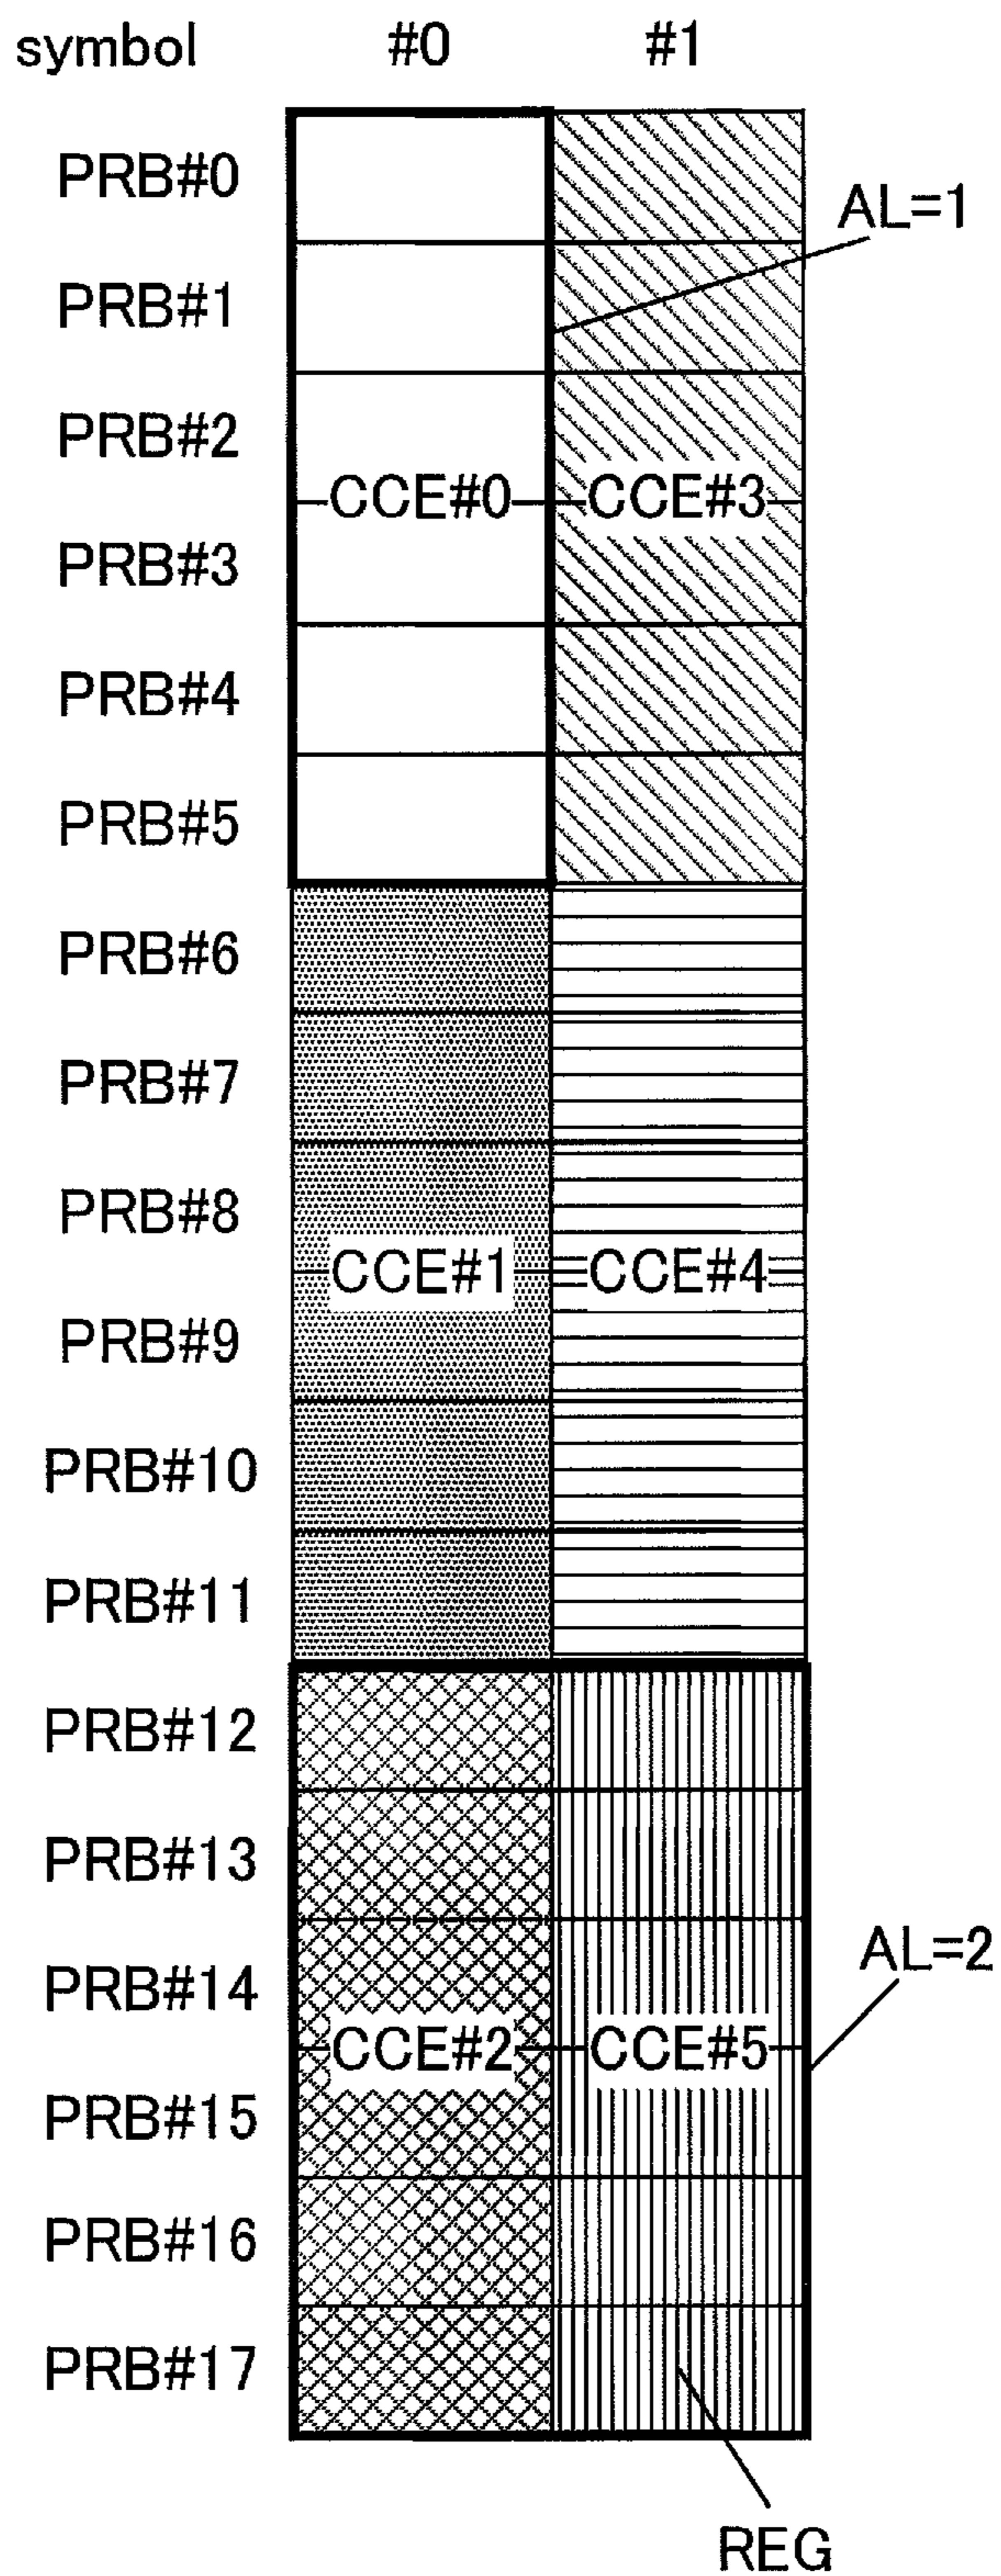 symbol #0 #1
PRB#0
AL=1
PRB#1
PRB#2
CCE#0 CCE#3
PRB#3
PRB#4
PRB#5
PRB#6
PRB#7
PRB#8
CCE#1 CCE#4
PRB#9
PRB#10
PRB#11
PRB#12
PRB#13
AL=2
PRB#14
CCE#2 CCE#5
PRB#15
PRB#16
PRB#17
REG